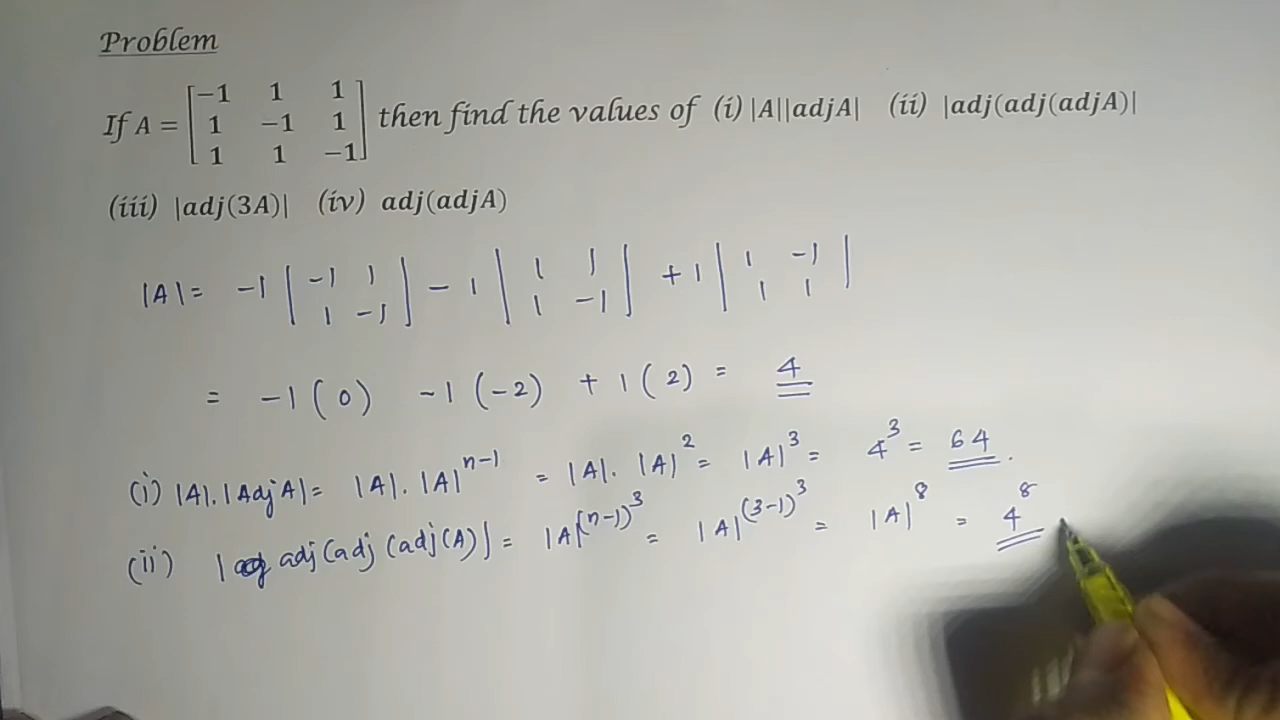 Problem
If A = [−1 1 1; 1 −1 1; 1 1 −1] then find the values of (i) |A||adjA| (ii) |adj(adj(adjA)|
(iii) |adj(3A)| (iv) adj(adjA)
|A| = -1 |-1 1; 1 -1| - 1 |1 1; 1 -1| + 1 |1 -1; 1 1|
= -1(0) -1(-2) + 1(2) = 4
(i) |A|.|AdjA| = |A|.|A|^{n-1} = |A|.|A|^2 = |A|^3 = 4^3 = 64.
(ii) | adj(adj(adj(A)| = |A|^{(n-1)^3} = |A|^{(3-1)^3} = |A|^8 = 4^8